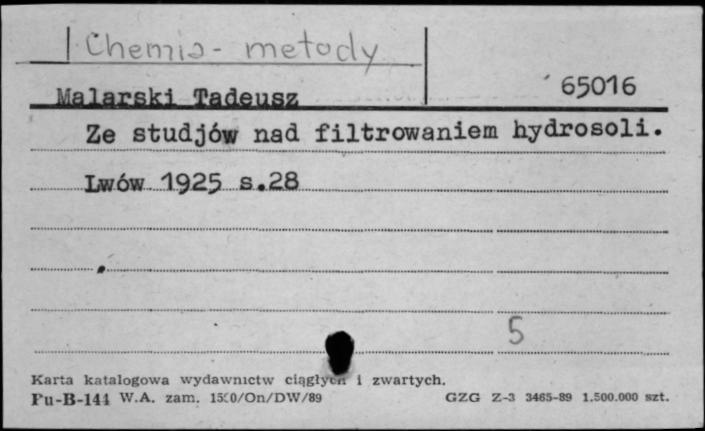 Chemia - metody
65016
Malarski Tadeusz
Ze studjów nad filtrowaniem hydrosoli.
Lwów 1925 s.28
5
Karta katalogowa wydawnictw ciągłych i zwartych.
Pu-B-144 W.A. zam. /On/DW/89 GZG Z-3 3465-89 1.500.000 szt.